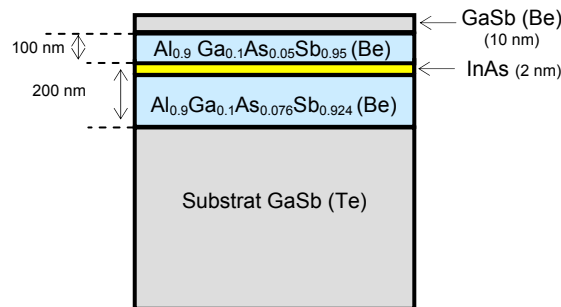 GaSb (Be)
(10 nm)
100 nm
Al0.9 Ga0.1As0.05Sb0.95 (Be)
InAs (2 nm)
200 nm
Al0.9Ga0.1As0.076Sb0.924 (Be)
Substrat GaSb (Te)